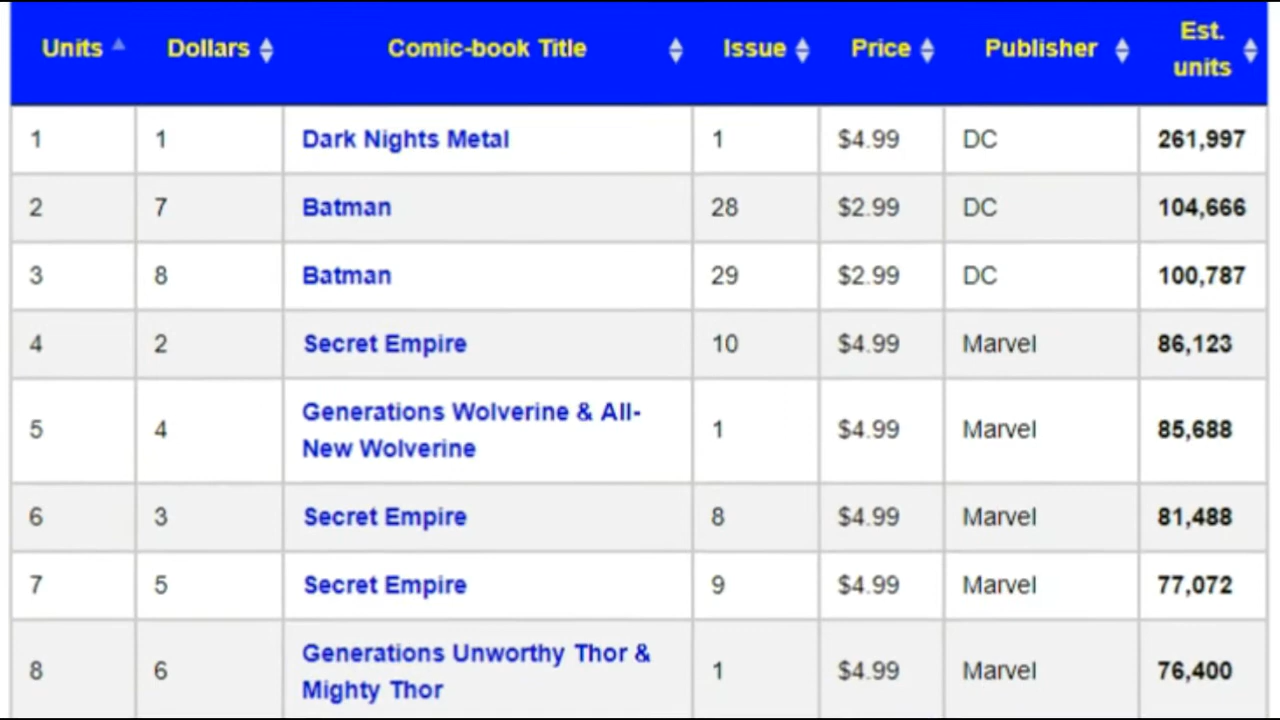 Units Dollars Comic-book Title Issue Price Publisher Est. units
1 1 Dark Nights Metal 1 $4.99 DC 261,997
2 7 Batman 28 $2.99 DC 104,666
3 8 Batman 29 $2.99 DC 100,787
4 2 Secret Empire 10 $4.99 Marvel 86,123
5 4 Generations Wolverine & All-
New Wolverine 1 $4.99 Marvel 85,688
6 3 Secret Empire 8 $4.99 Marvel 81,488
7 5 Secret Empire 9 $4.99 Marvel 77,072
8 6 Generations Unworthy Thor &
Mighty Thor 1 $4.99 Marvel 76,400